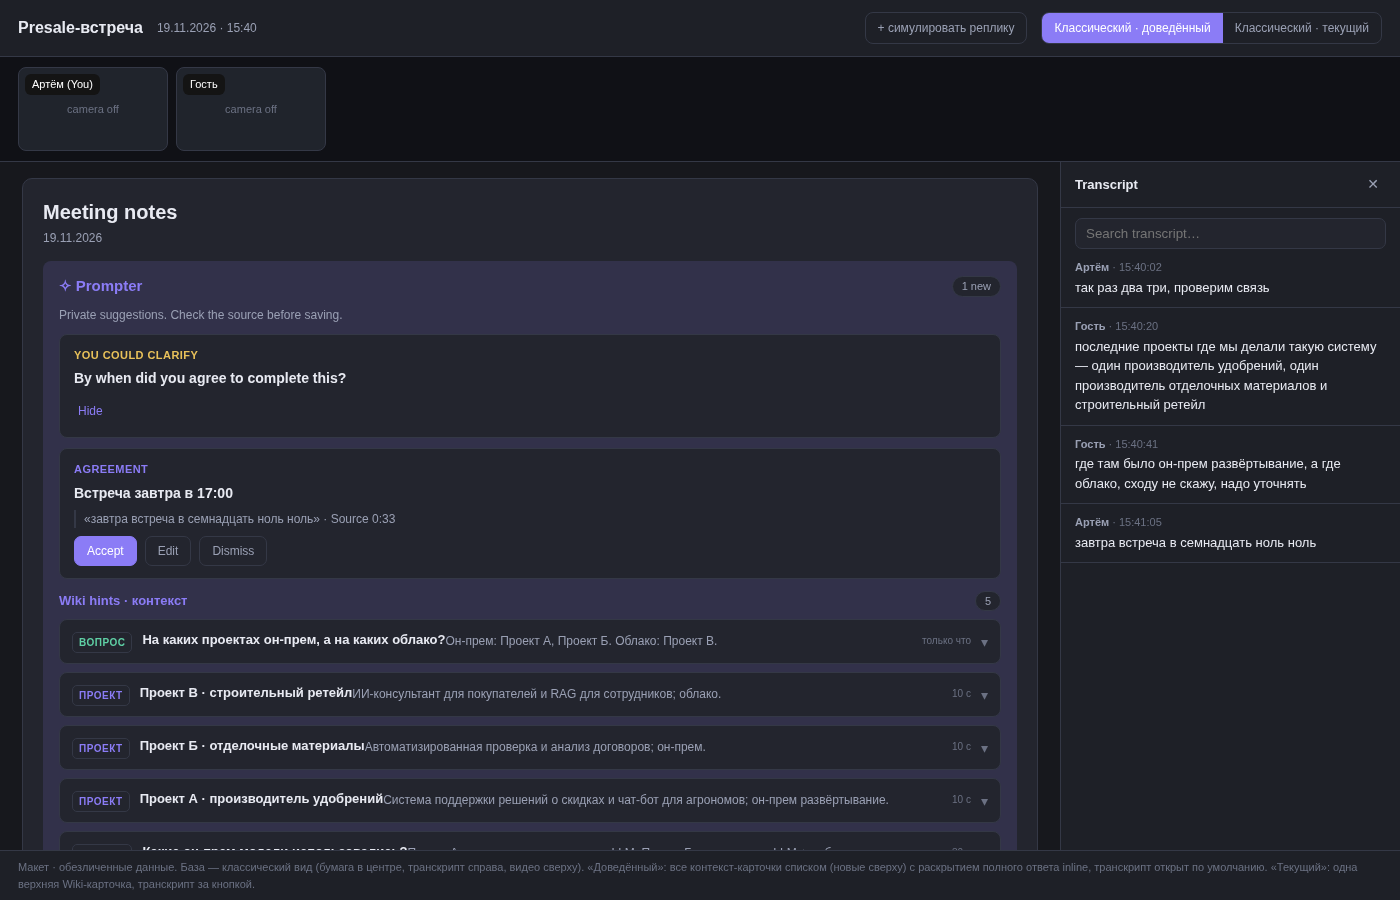 Presale-встреча 19.11.2026 · 15:40 + симулировать реплику Классический · доведённый Классический · текущий
Артём (You) Гость
camera off camera off
Meeting notes
19.11.2026
✧ Prompter 1 new
Private suggestions. Check the source before saving.
YOU COULD CLARIFY
By when did you agree to complete this?
Hide
AGREEMENT
Встреча завтра в 17:00
«завтра встреча в семнадцать ноль ноль» · Source 0:33
Accept Edit Dismiss
Wiki hints · контекст 5
ВОПРОС На каких проектах он-прем, а на каких облако? Он-прем: Проект А, Проект Б. Облако: Проект В. только что ▾
ПРОЕКТ Проект В · строительный ретейл ИИ-консультант для покупателей и RAG для сотрудников; облако. 10 с ▾
ПРОЕКТ Проект Б · отделочные материалы Автоматизированная проверка и анализ договоров; он-прем. 10 с ▾
ПРОЕКТ Проект А · производитель удобрений Система поддержки решений о скидках и чат-бот для агрономов; он-прем развёртывание. 10 с ▾
Transcript ✕
Search transcript…
Артём · 15:40:02
так раз два три, проверим связь
Гость · 15:40:20
последние проекты где мы делали такую систему
— один производитель удобрений, один
производитель отделочных материалов и
строительный ретейл
Гость · 15:40:41
где там было он-прем развёртывание, а где
облако, сходу не скажу, надо уточнять
Артём · 15:41:05
завтра встреча в семнадцать ноль ноль
Макет · обезличенные данные. База — классический вид (бумага в центре, транскрипт справа, видео сверху). «Доведённый»: все контекст-карточки списком (новые сверху) с раскрытием полного ответа inline, транскрипт открыт по умолчанию. «Текущий»: одна
верхняя Wiki-карточка, транскрипт за кнопкой.